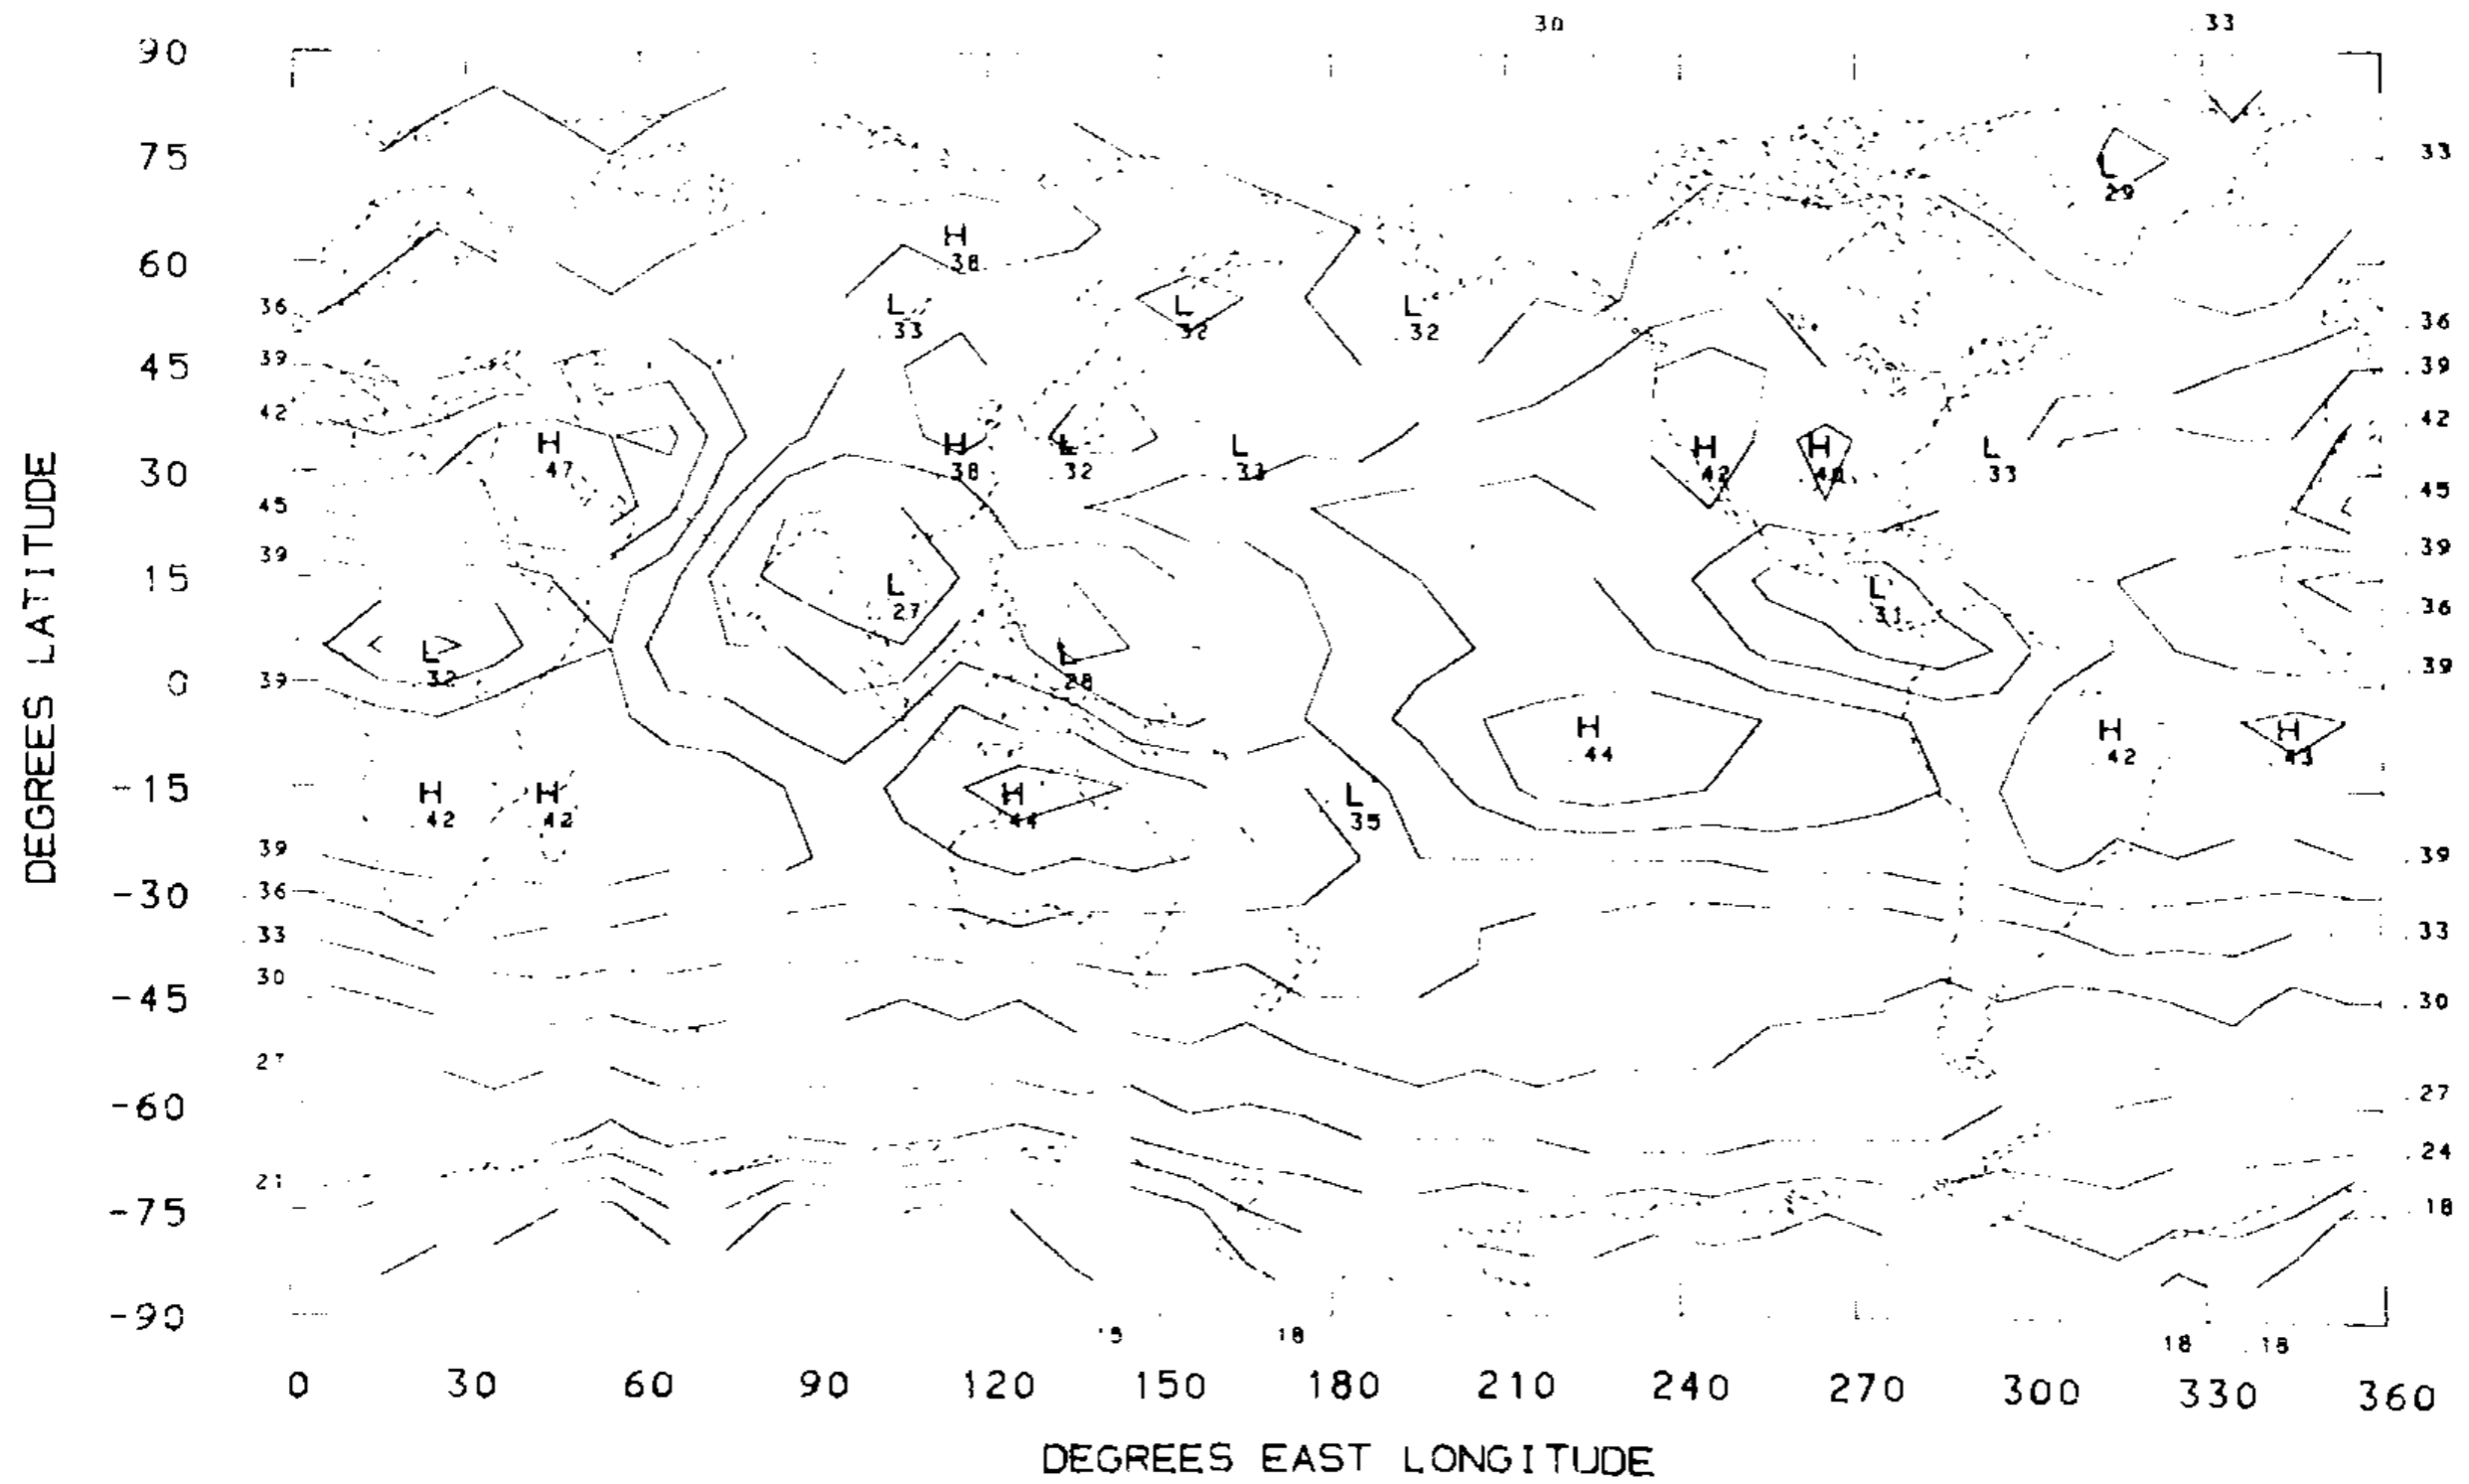 .30 .33
90
75 .33
L
.29
H
60 .38
36 L L L .36
.33 .32 .32
45 39 .39
42 .42
H H L L H H L
30 .47 .38 .32 .33 .42 .33
45 .45
39 .39
15 L L .36
.27 .31
L L
0 39 .32 .28 .39
H H H
.44 .42 .43
-15 H H H L
.42 .42 .44 .35
39 .39
-30 .36
.33 .33
30
-45 .30
27
-60 .27
.24
21
-75 .18
-90
18 18 .18
0 30 60 90 120 150 180 210 240 270 300 330 360
DEGREES EAST LONGITUDE
DEGREES LATITUDE